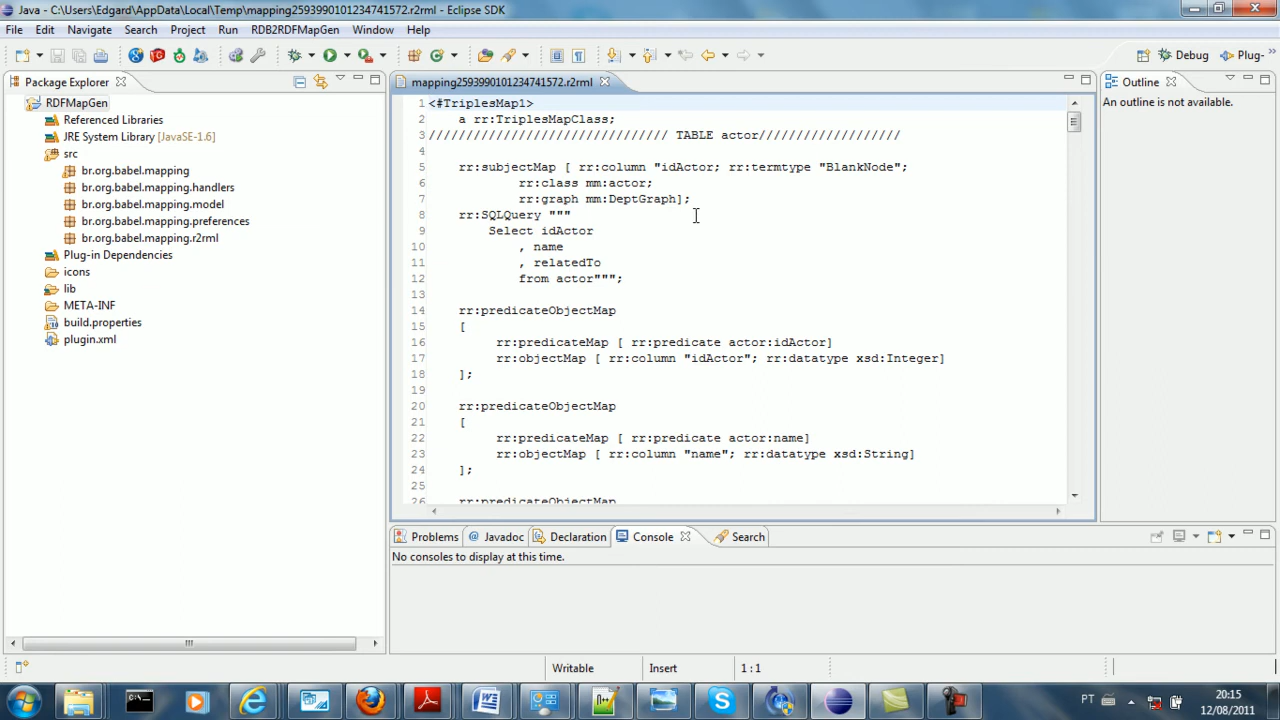 Java - C:\Users\Edgard\AppData\Local\Temp\mapping2593990101234741572.r2rml - Eclipse SDK
File Edit Navigate Search Project Run RDB2RDFMapGen Window Help
Debug Plug-
Package Explorer
RDFMapGen
Referenced Libraries
JRE System Library [JavaSE-1.6]
src
br.org.babel.mapping
br.org.babel.mapping.handlers
br.org.babel.mapping.model
br.org.babel.mapping.preferences
br.org.babel.mapping.r2rml
Plug-in Dependencies
icons
lib
META-INF
build.properties
plugin.xml
mapping2593990101234741572.r2rml
1 <#TriplesMap1>
2 a rr:TriplesMapClass;
3 //////////////////////////////// TABLE actor///////////////////
4
5 rr:subjectMap [ rr:column "idActor; rr:termtype "BlankNode";
6 rr:class mm:actor;
7 rr:graph mm:DeptGraph];
8 rr:SQLQuery """
9 Select idActor
10 , name
11 , relatedTo
12 from actor""";
13
14 rr:predicateObjectMap
15 [
16 rr:predicateMap [ rr:predicate actor:idActor]
17 rr:objectMap [ rr:column "idActor"; rr:datatype xsd:Integer]
18 ];
19
20 rr:predicateObjectMap
21 [
22 rr:predicateMap [ rr:predicate actor:name]
23 rr:objectMap [ rr:column "name"; rr:datatype xsd:String]
24 ];
25
26 rr:predicateObjectMap
Outline
An outline is not available.
Problems @ Javadoc Declaration Console Search
No consoles to display at this time.
Writable Insert 1 : 1
PT 20:15
12/08/2011